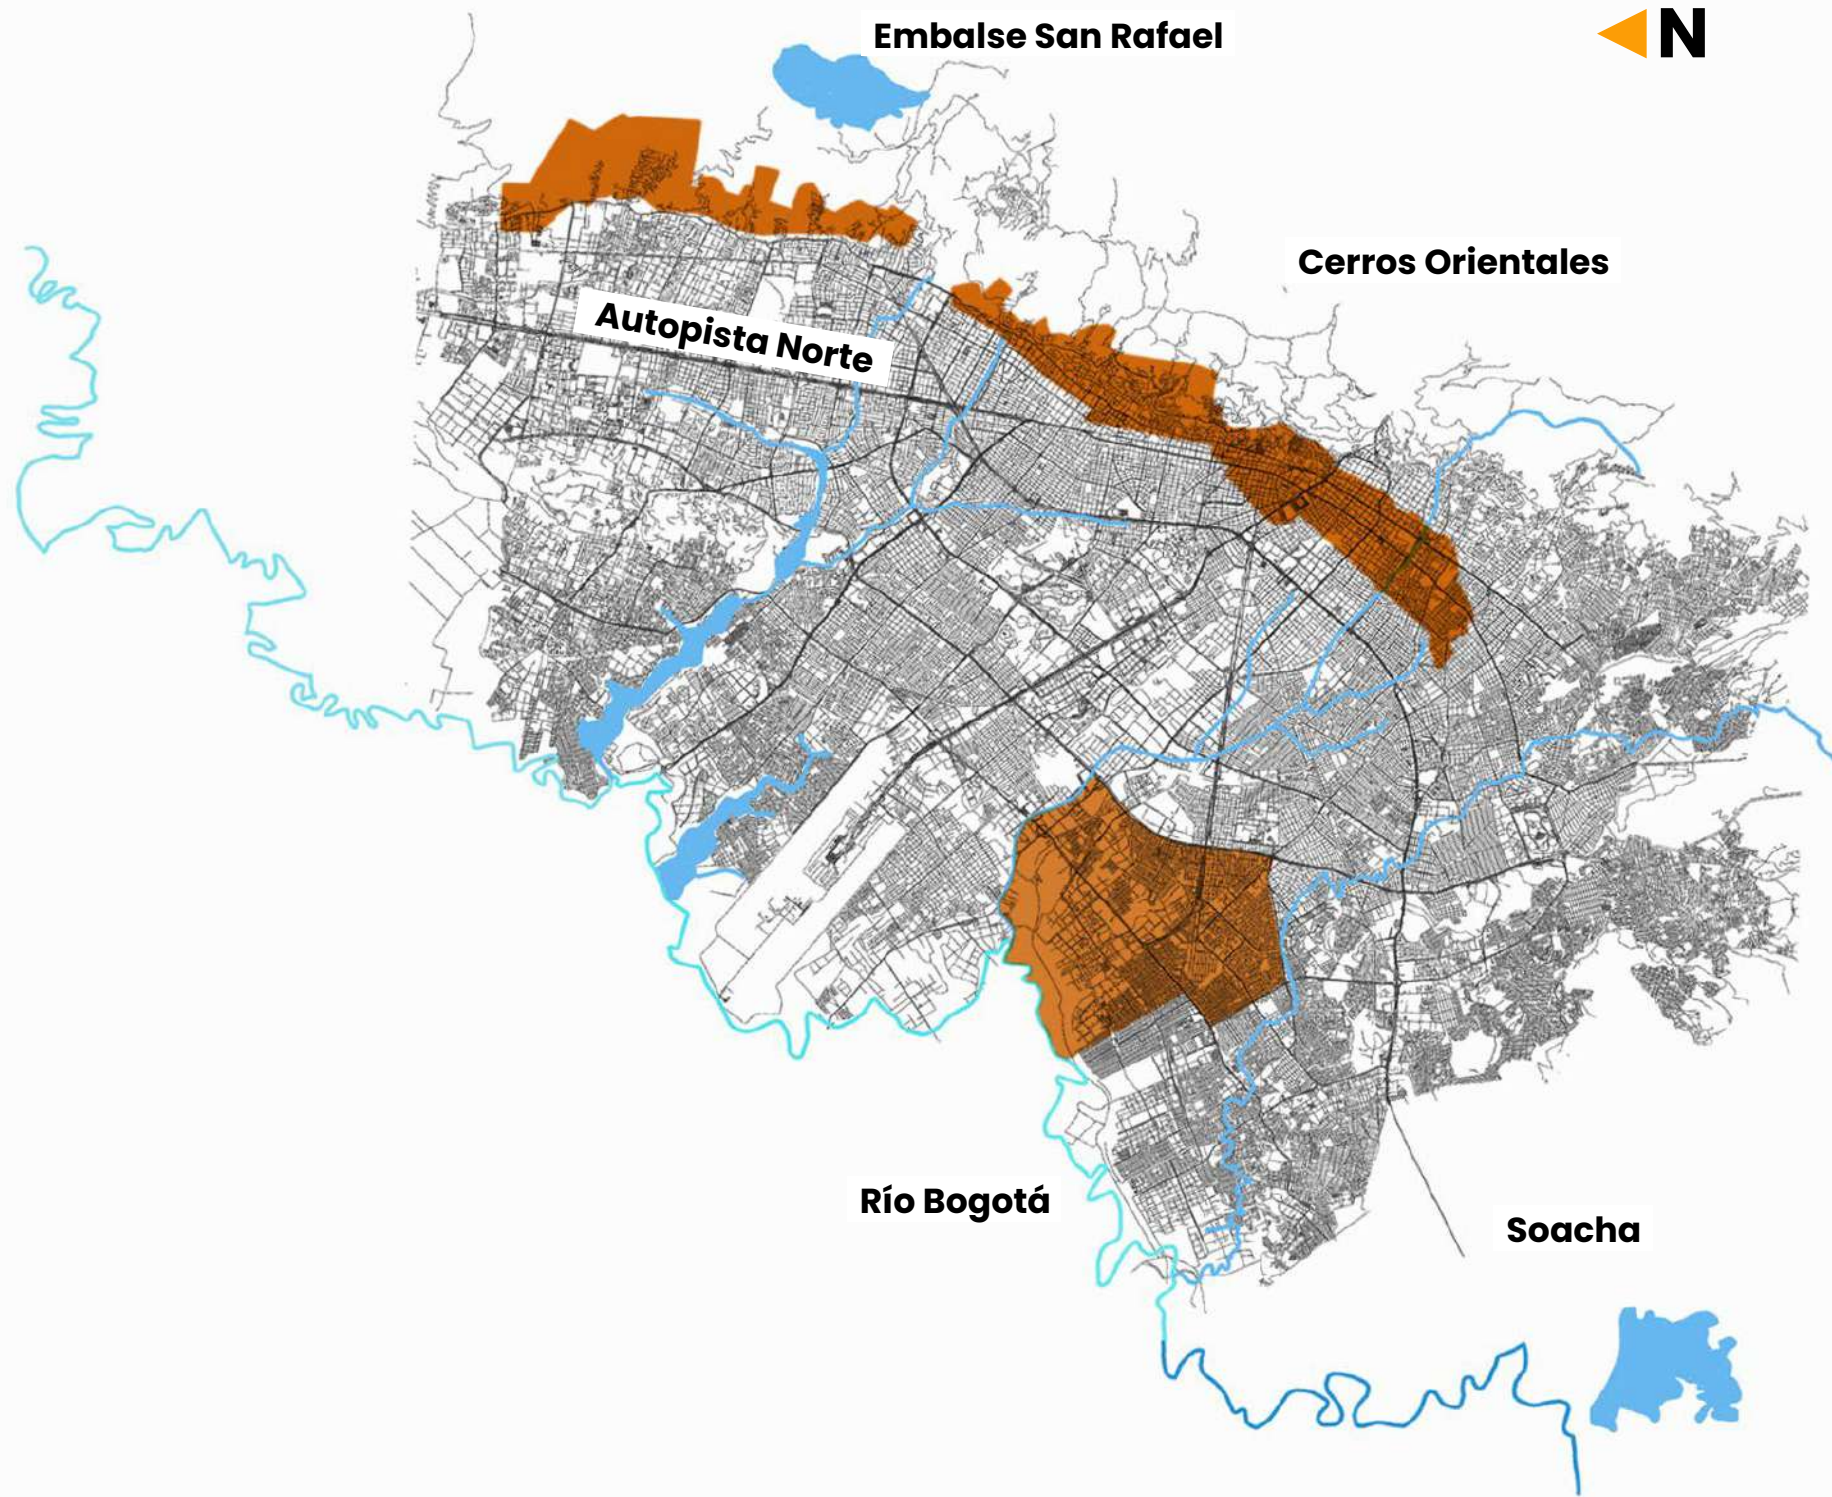 Embalse San Rafael
N
Cerros Orientales
Autopista Norte
Río Bogotá
Soacha